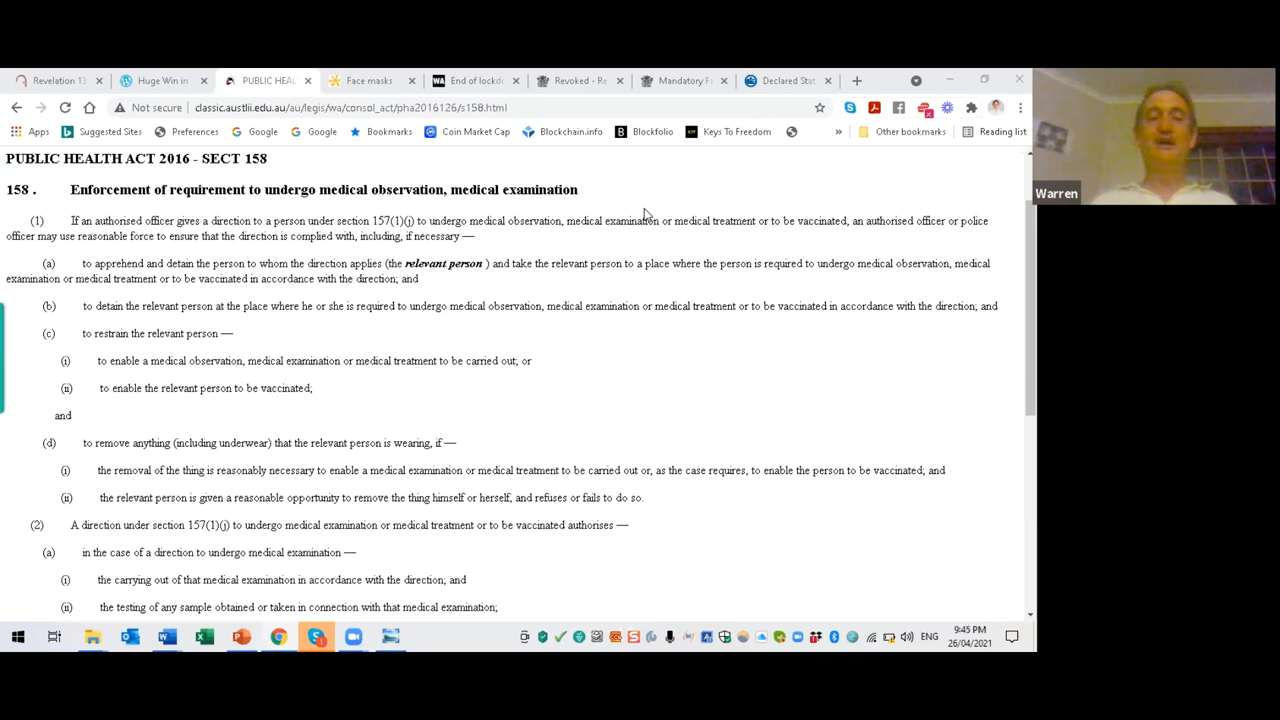 Revelation 13
Huge Win in
PUBLIC HEAL
Face masks
End of lockdo
Revoked - Re
Mandatory F
Declared Stat
Not secure
classic.austlii.edu.au/au/legis/wa/consol_act/pha2016126/s158.html
Apps
Suggested Sites
Preferences
Google
Google
Bookmarks
Coin Market Cap
Blockchain.info
Blockfolio
Keys To Freedom
»
Other bookmarks
Reading list
PUBLIC HEALTH ACT 2016 - SECT 158
158 . Enforcement of requirement to undergo medical observation, medical examination
(1) If an authorised officer gives a direction to a person under section 157(1)(j) to undergo medical observation, medical examination or medical treatment or to be vaccinated, an authorised officer or police
officer may use reasonable force to ensure that the direction is complied with, including, if necessary —
(a) to apprehend and detain the person to whom the direction applies (the relevant person ) and take the relevant person to a place where the person is required to undergo medical observation, medical
examination or medical treatment or to be vaccinated in accordance with the direction; and
(b) to detain the relevant person at the place where he or she is required to undergo medical observation, medical examination or medical treatment or to be vaccinated in accordance with the direction; and
(c) to restrain the relevant person —
(i) to enable a medical observation, medical examination or medical treatment to be carried out; or
(ii) to enable the relevant person to be vaccinated;
and
(d) to remove anything (including underwear) that the relevant person is wearing, if —
(i) the removal of the thing is reasonably necessary to enable a medical examination or medical treatment to be carried out or, as the case requires, to enable the person to be vaccinated; and
(ii) the relevant person is given a reasonable opportunity to remove the thing himself or herself, and refuses or fails to do so.
(2) A direction under section 157(1)(j) to undergo medical examination or medical treatment or to be vaccinated authorises —
(a) in the case of a direction to undergo medical examination —
(i) the carrying out of that medical examination in accordance with the direction; and
(ii) the testing of any sample obtained or taken in connection with that medical examination;
ENG
9:45 PM
26/04/2021
Warren